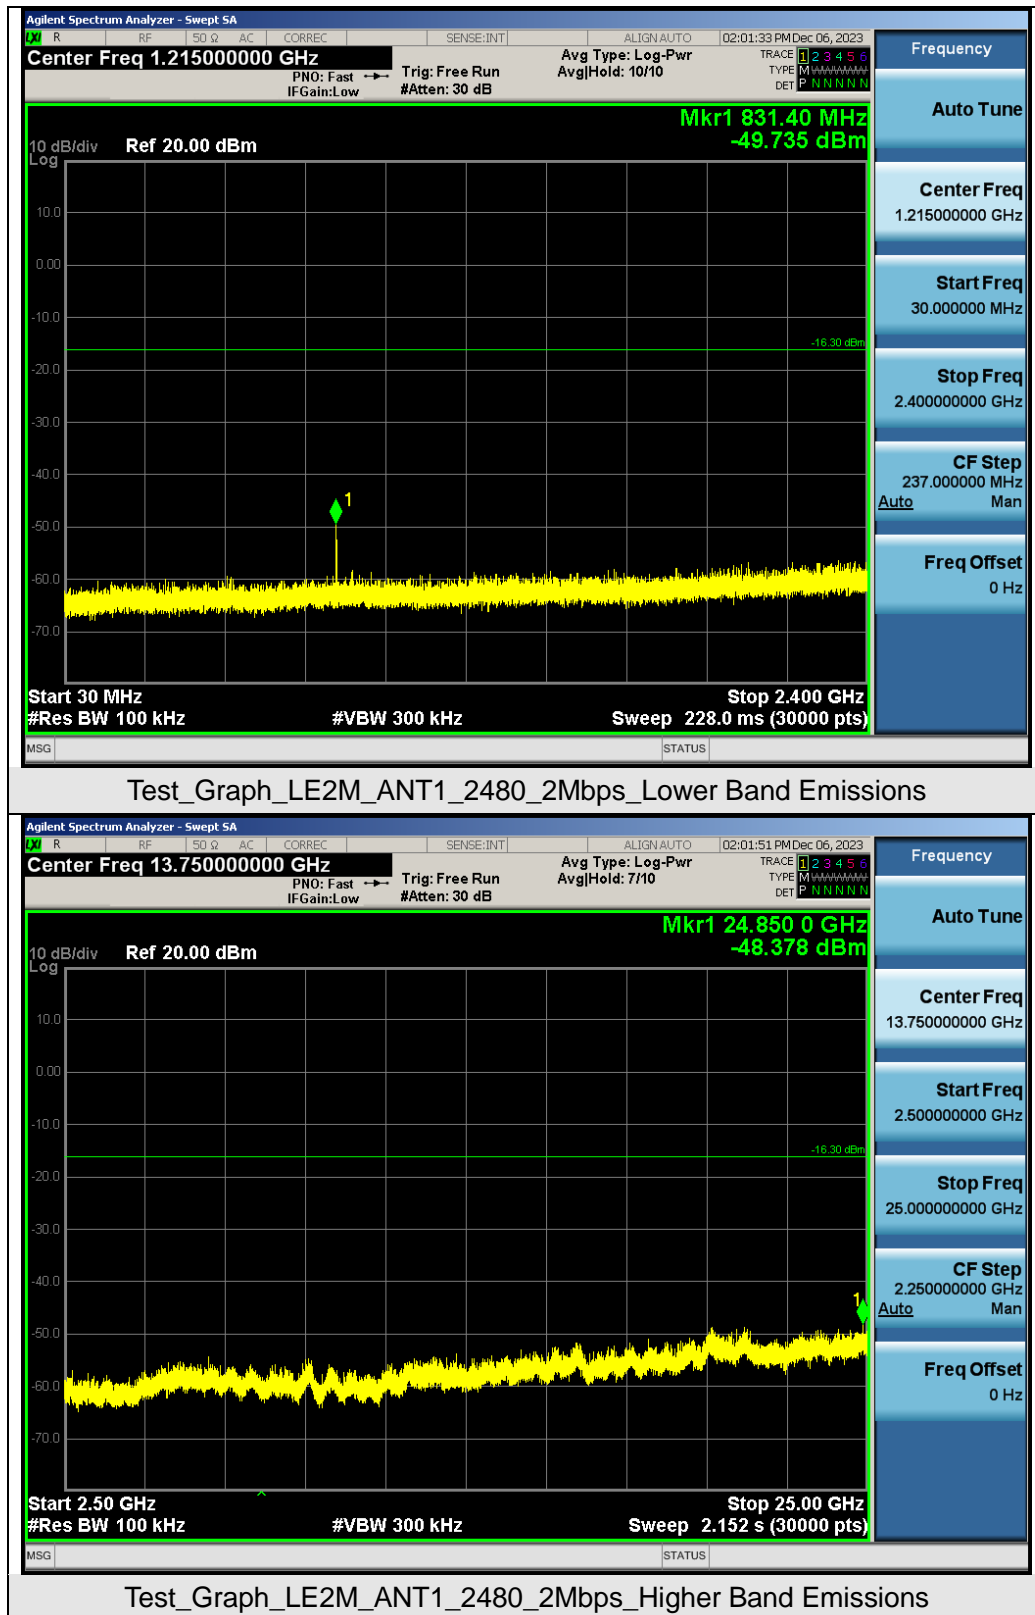 Agilent Spectrum Analyzer - Swept SA
LXI R RF 50 Ω AC CORREC SENSE:INT ALIGN AUTO 02:01:33 PM Dec 06, 2023
Center Freq 1.215000000 GHz
PNO: Fast
IFGain:Low
Trig: Free Run
#Atten: 30 dB
Avg Type: Log-Pwr
Avg|Hold: 10/10
TRACE 1 2 3 4 5 6
TYPE M
DET P N N N N N
Mkr1 831.40 MHz
-49.735 dBm
10 dB/div Ref 20.00 dBm
Log
10.0
0.00
-10.0
-16.30 dBm
-20.0
-30.0
-40.0
1
-50.0
-60.0
-70.0
Start 30 MHz Stop 2.400 GHz
#Res BW 100 kHz #VBW 300 kHz Sweep 228.0 ms (30000 pts)
MSG STATUS
Frequency
Auto Tune
Center Freq
1.215000000 GHz
Start Freq
30.000000 MHz
Stop Freq
2.400000000 GHz
CF Step
237.000000 MHz
Auto Man
Freq Offset
0 Hz
Test_Graph_LE2M_ANT1_2480_2Mbps_Lower Band Emissions
Agilent Spectrum Analyzer - Swept SA
LXI R RF 50 Ω AC CORREC SENSE:INT ALIGN AUTO 02:01:51 PM Dec 06, 2023
Center Freq 13.750000000 GHz
PNO: Fast
IFGain:Low
Trig: Free Run
#Atten: 30 dB
Avg Type: Log-Pwr
Avg|Hold: 7/10
TRACE 1 2 3 4 5 6
TYPE M
DET P N N N N N
Mkr1 24.850 0 GHz
-48.378 dBm
10 dB/div Ref 20.00 dBm
Log
10.0
0.00
-10.0
-16.30 dBm
-20.0
-30.0
-40.0
1
-50.0
-60.0
-70.0
Start 2.50 GHz Stop 25.00 GHz
#Res BW 100 kHz #VBW 300 kHz Sweep 2.152 s (30000 pts)
MSG STATUS
Frequency
Auto Tune
Center Freq
13.750000000 GHz
Start Freq
2.500000000 GHz
Stop Freq
25.000000000 GHz
CF Step
2.250000000 GHz
Auto Man
Freq Offset
0 Hz
Test_Graph_LE2M_ANT1_2480_2Mbps_Higher Band Emissions